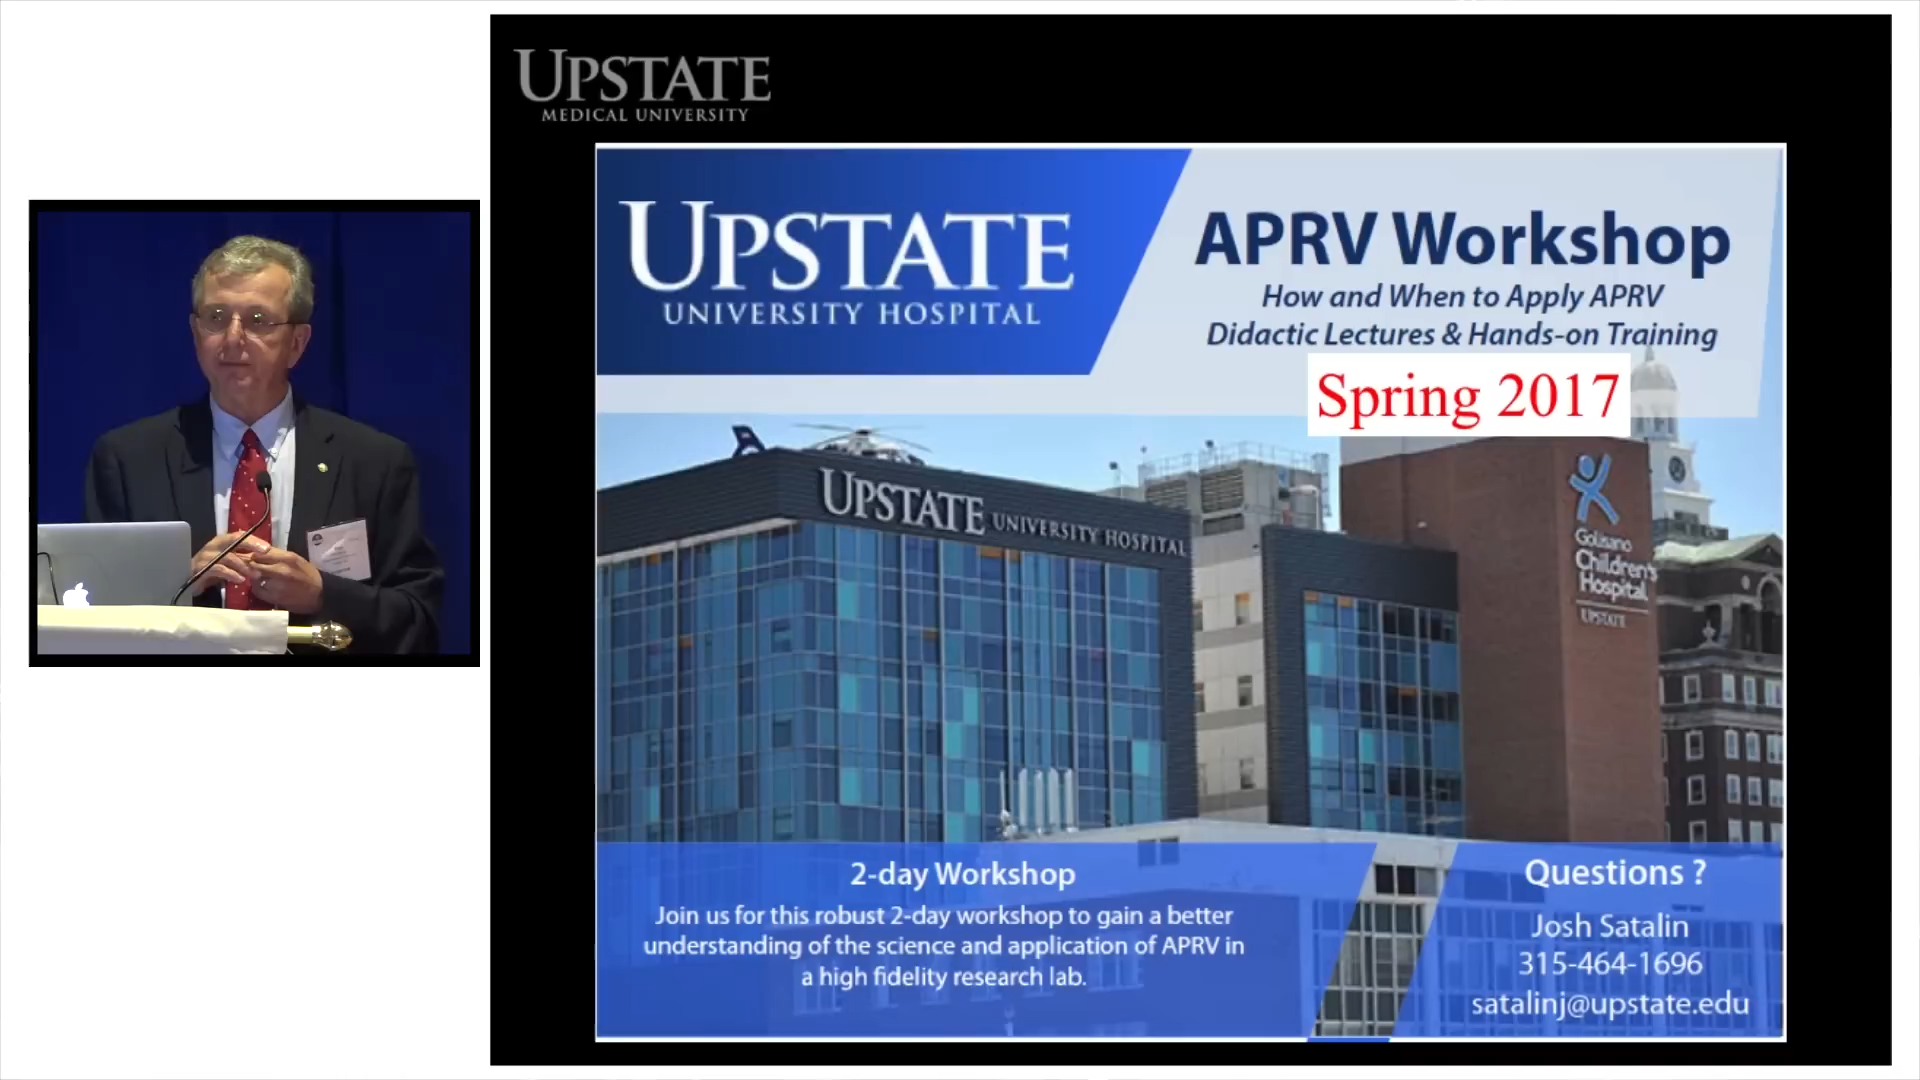 UPSTATE
MEDICAL UNIVERSITY
UPSTATE
UNIVERSITY HOSPITAL
APRV Workshop
How and When to Apply APRV
Didactic Lectures & Hands-on Training
Spring 2017
UPSTATE UNIVERSITY HOSPITAL
Golisano
Children's
Hospital
UPSTATE
2-day Workshop
Join us for this robust 2-day workshop to gain a better
understanding of the science and application of APRV in
a high fidelity research lab.
Questions ?
Josh Satalin
315-464-1696
satalinj@upstate.edu